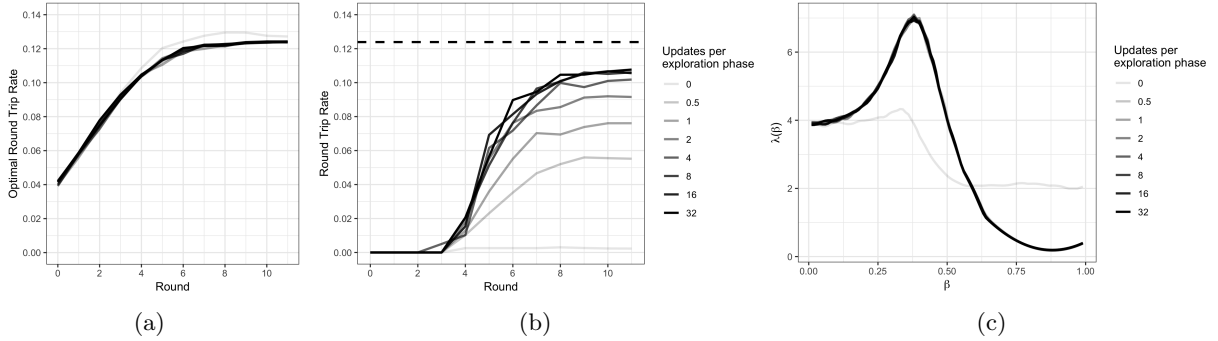 Optimal Round Trip Rate
0.14
0.12
0.10
0.08
0.06
0.04
0.02
0.00
0 2 4 6 8 10
Round
(a)
Round Trip Rate
0.14
0.12
0.10
0.08
0.06
0.04
0.02
0.00
0 2 4 6 8 10
Round
Updates per
exploration phase
0
0.5
1
2
4
8
16
32
(b)
λ(β)
6
4
2
0
0.00 0.25 0.50 0.75 1.00
β
Updates per
exploration phase
0
0.5
1
2
4
8
16
32
(c)